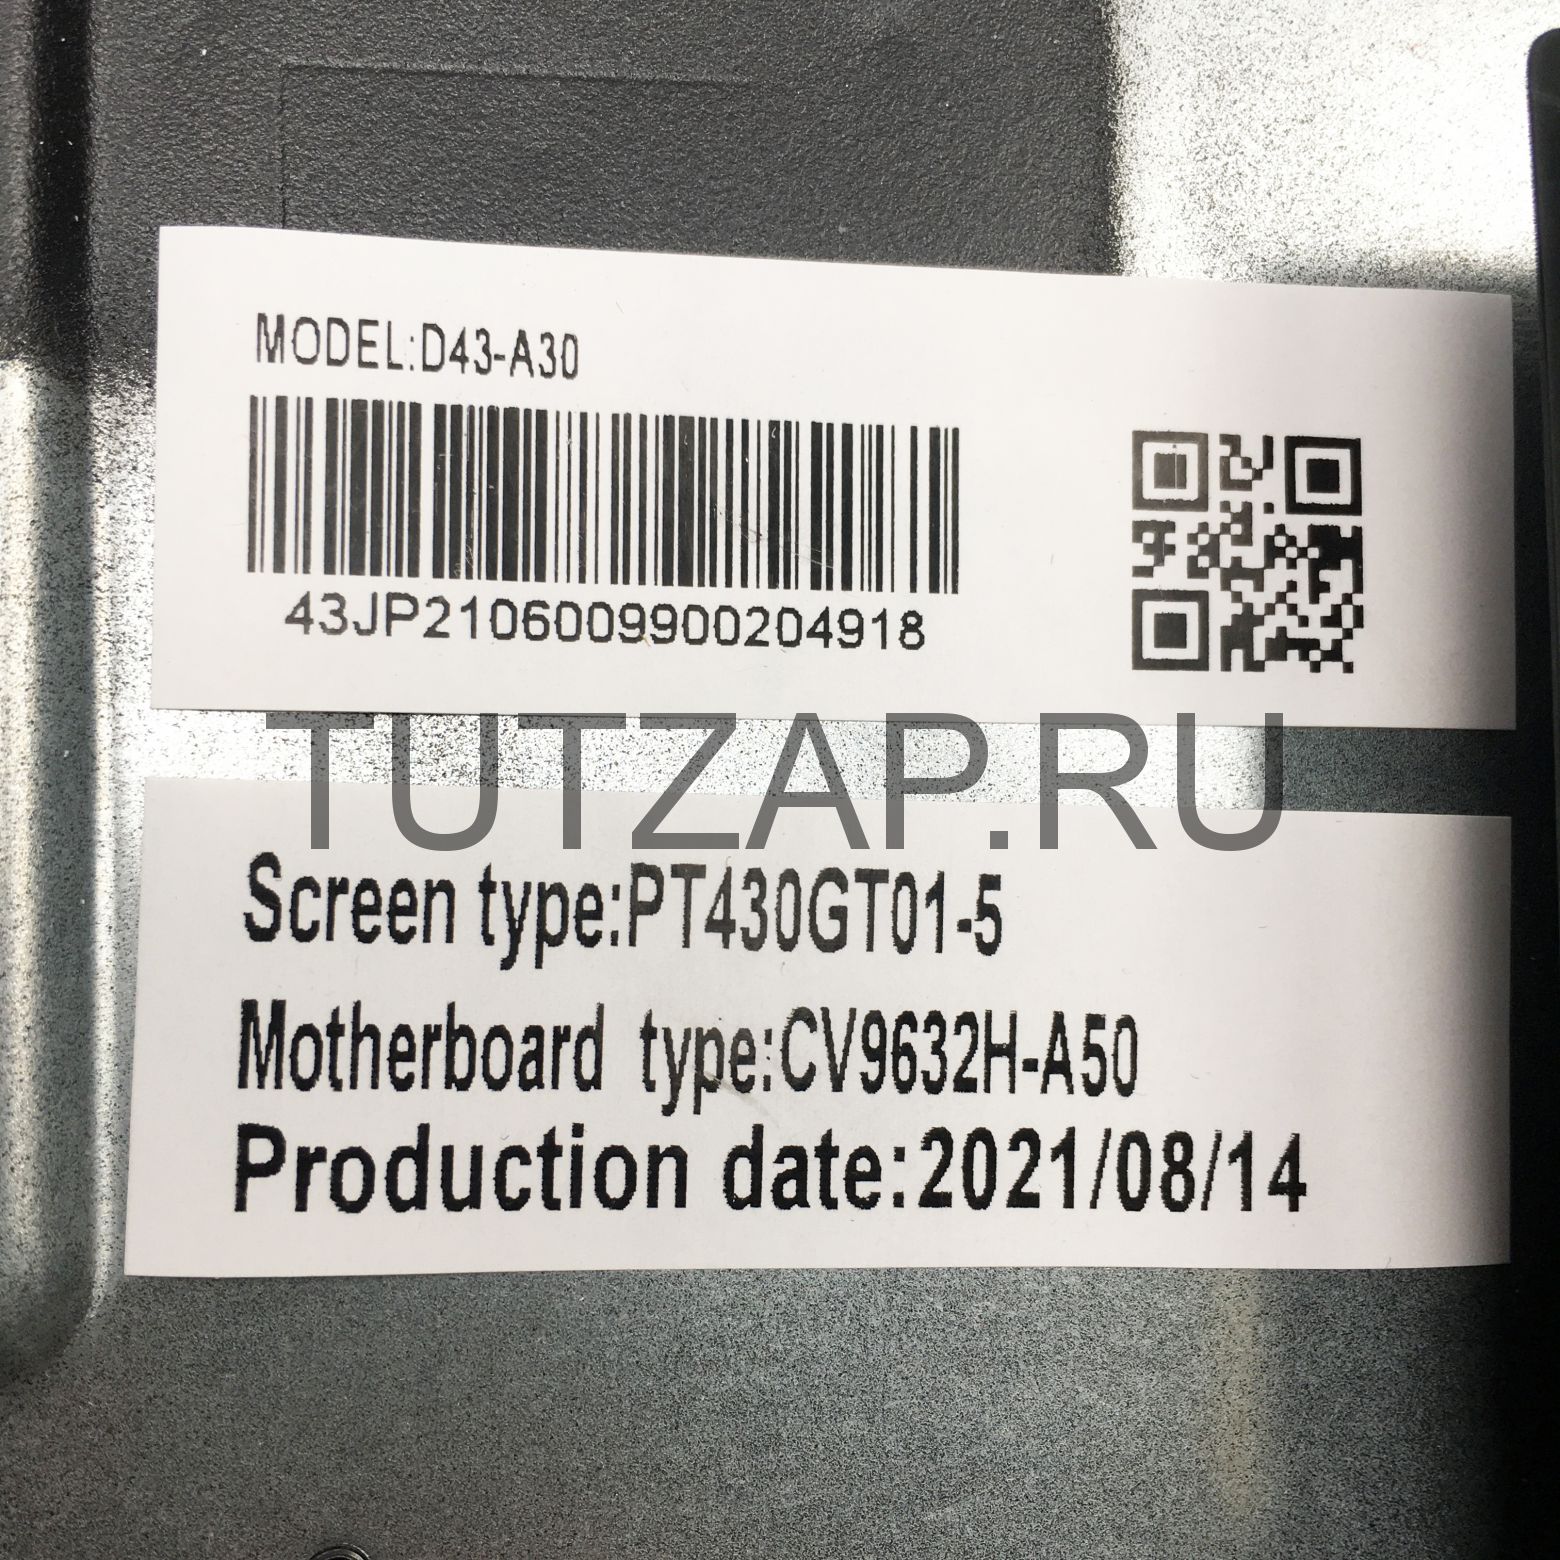 MODEL:D43-A30
43JP2106009900204918
TUTZAP.RU
Screen type:PT430GT01-5
Motherboard type:CV9632H-A50
Production date:2021/08/14